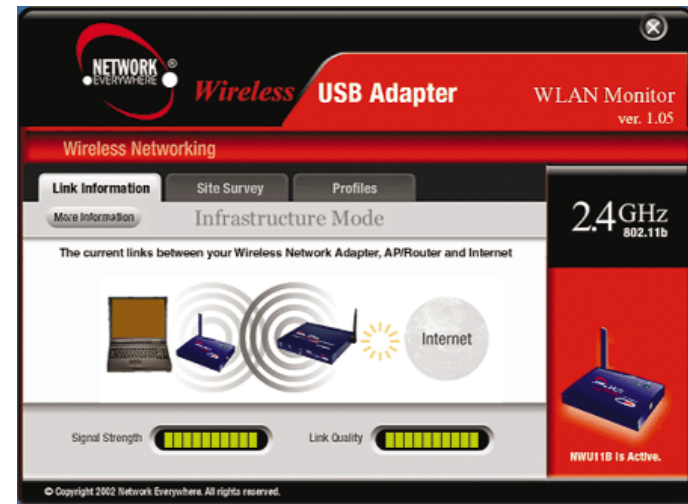 NETWORK ®
EVERYWHERE
Wireless USB Adapter
WLAN Monitor
ver. 1.05
Wireless Networking
Link Information
Site Survey
Profiles
More Information
Infrastructure Mode
2.4 GHz
802.11b
The current links between your Wireless Network Adapter, AP/Router and Internet
Internet
Signal Strength
Link Quality
NWU11B Is Active.
© Copyright 2002 Network Everywhere. All rights reserved.